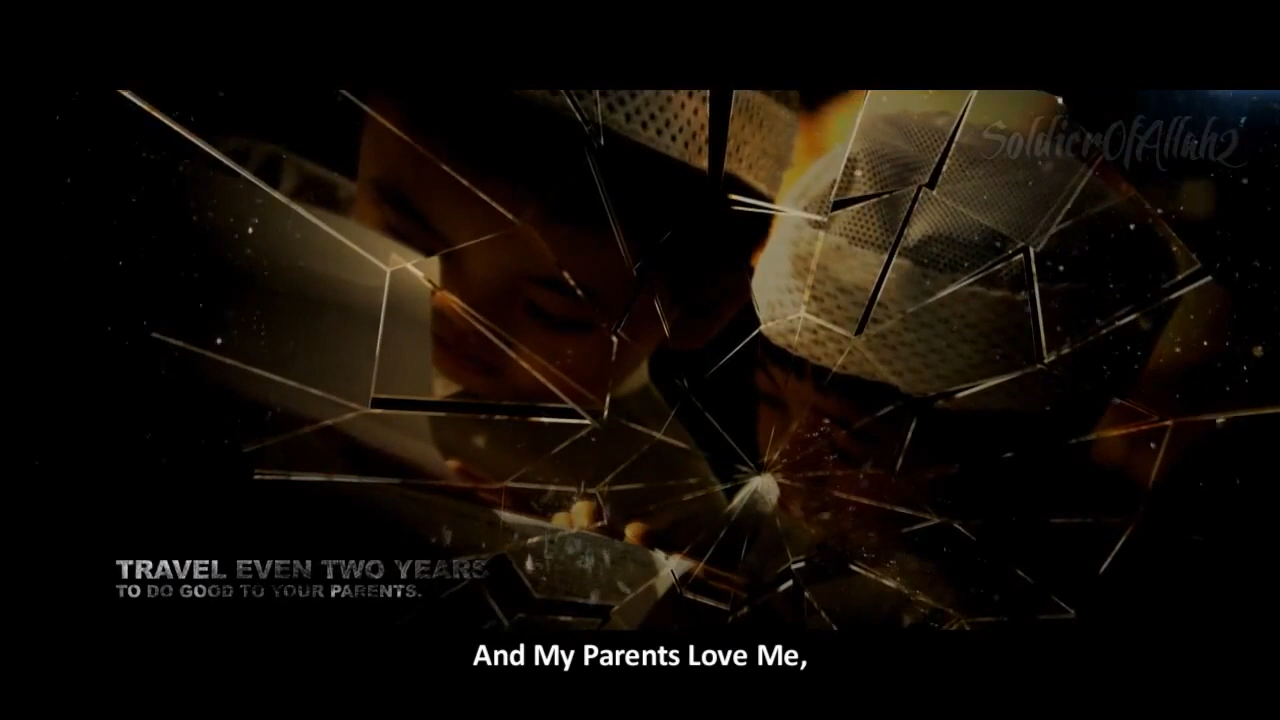 SoldierOfAllah2
TRAVEL EVEN TWO YEARS
TO DO GOOD TO YOUR PARENTS.
And My Parents Love Me,